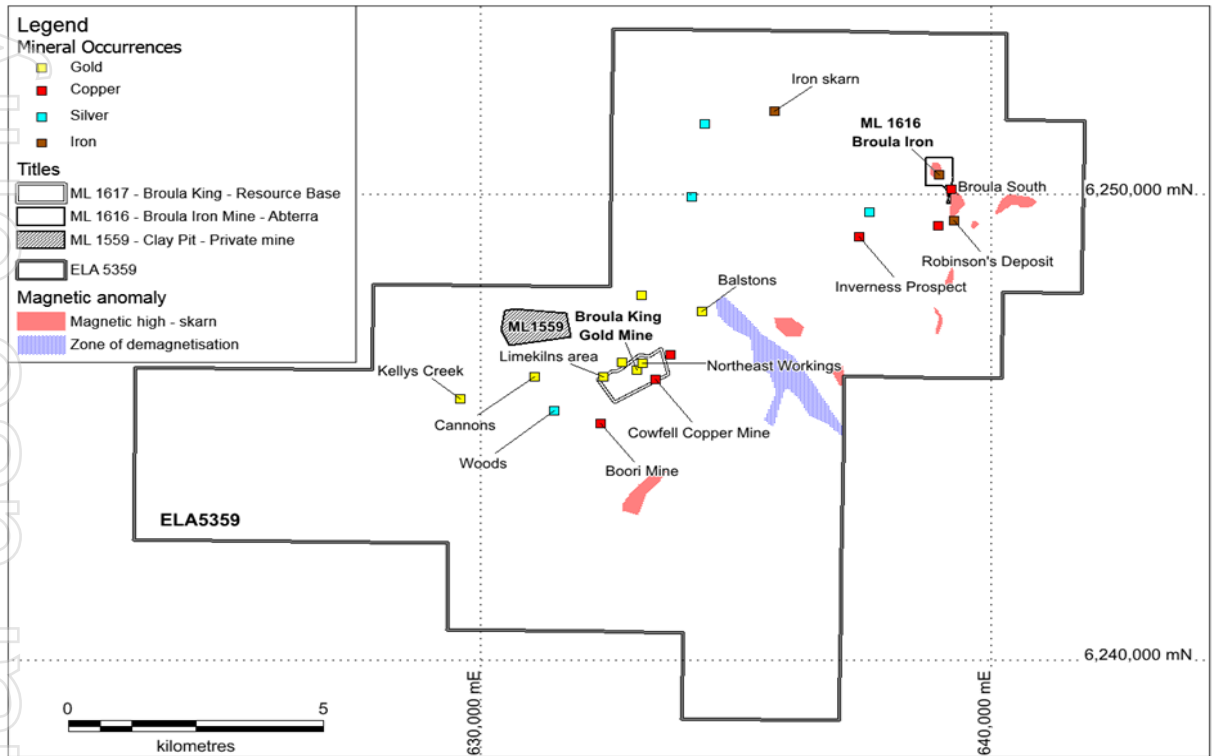 Legend
Mineral Occurrences
Gold
Copper
Silver
Iron
Titles
ML 1617 - Broula King - Resource Base
ML 1616 - Broula Iron Mine - Abterra
ML 1559 - Clay Pit - Private mine
ELA 5359
Magnetic anomaly
Magnetic high - skarn
Zone of demagnetisation
Iron skarn
ML 1616
Broula Iron
Broula South
6,250,000 mN
Robinson's Deposit
Inverness Prospect
Balstons
ML1559
Broula King
Gold Mine
Limekilns area
Northeast Workings
Kellys Creek
Cannons
Cowfell Copper Mine
Woods
Boori Mine
ELA5359
6,240,000 mN
630,000 mE
640,000 mE
0
5
kilometres